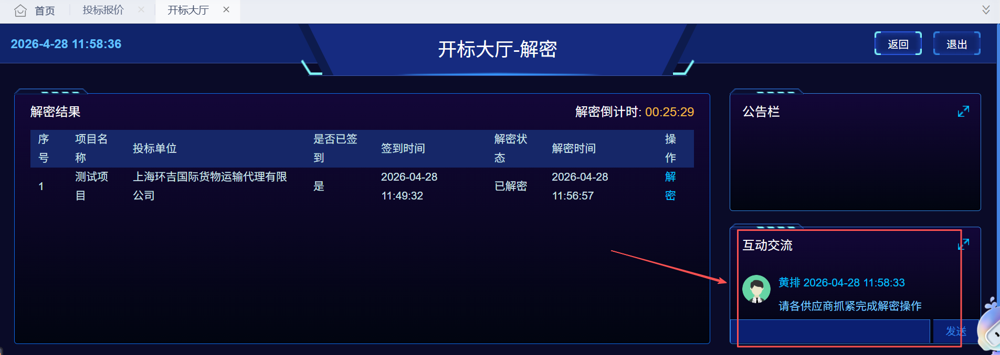 首页 投标报价 开标大厅
2026-4-28 11:58:36
开标大厅-解密
返回 退出
解密结果
解密倒计时: 00:25:29
序号 项目名称 投标单位 是否已签到 签到时间 解密状态 解密时间 操作
1 测试项目 上海环吉国际货物运输代理有限公司 是 2026-04-28 11:49:32 已解密 2026-04-28 11:56:57 解密
公告栏
互动交流
黄排 2026-04-28 11:58:33
请各供应商抓紧完成解密操作
发送